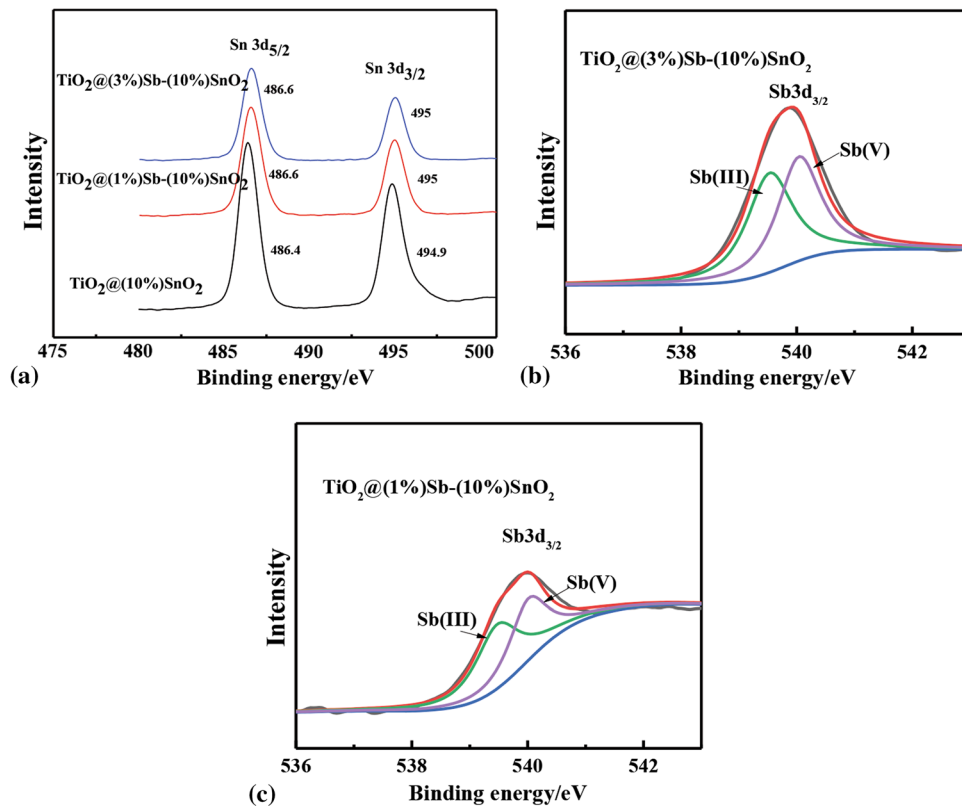 Sn 3d5/2
Sn 3d3/2
TiO2@(3%)Sb-(10%)SnO2
486.6
495
TiO2@(1%)Sb-(10%)SnO2
486.6
495
486.4
494.9
TiO2@(10%)SnO2
Intensity
475 480 485 490 495 500
Binding energy/eV
(a)
TiO2@(3%)Sb-(10%)SnO2
Sb3d3/2
Sb(V)
Sb(III)
Intensity
536 538 540 542
Binding energy/eV
(b)
TiO2@(1%)Sb-(10%)SnO2
Sb3d3/2
Sb(V)
Sb(III)
Intensity
536 538 540 542
Binding energy/eV
(c)